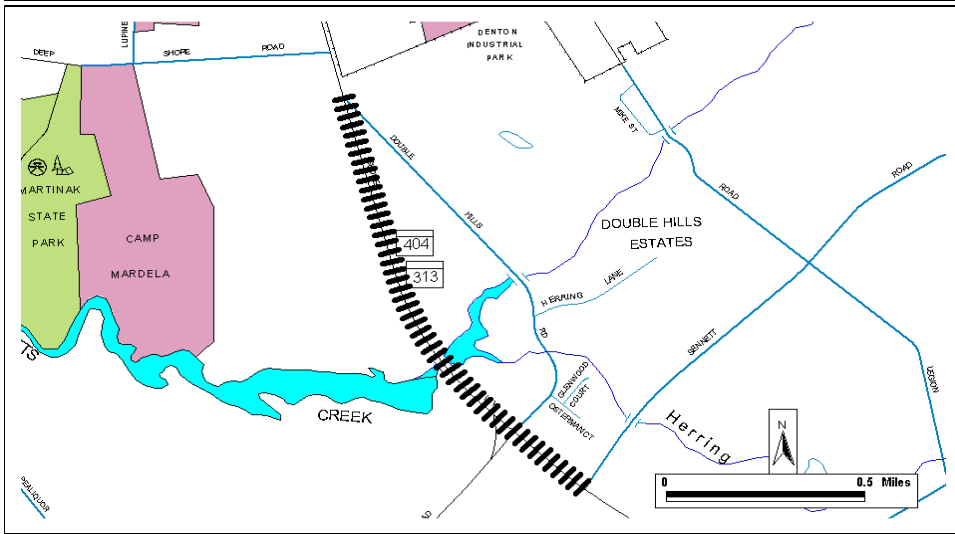 LUPINE
DENTON
INDUSTRIAL
PARK
DEEP
SHORE
ROAD
MIKE ST
DOUBLE
HILLS
RD
MARTINAK
STATE
PARK
CAMP
MARDELA
404
313
DOUBLE HILLS
ESTATES
ROAD
ROAD
HERRING
LANE
SENNETT
LEGION
GLENWOOD
COURT
OSTERMAN CT
TS
CREEK
Herring
N
0 0.5 Miles